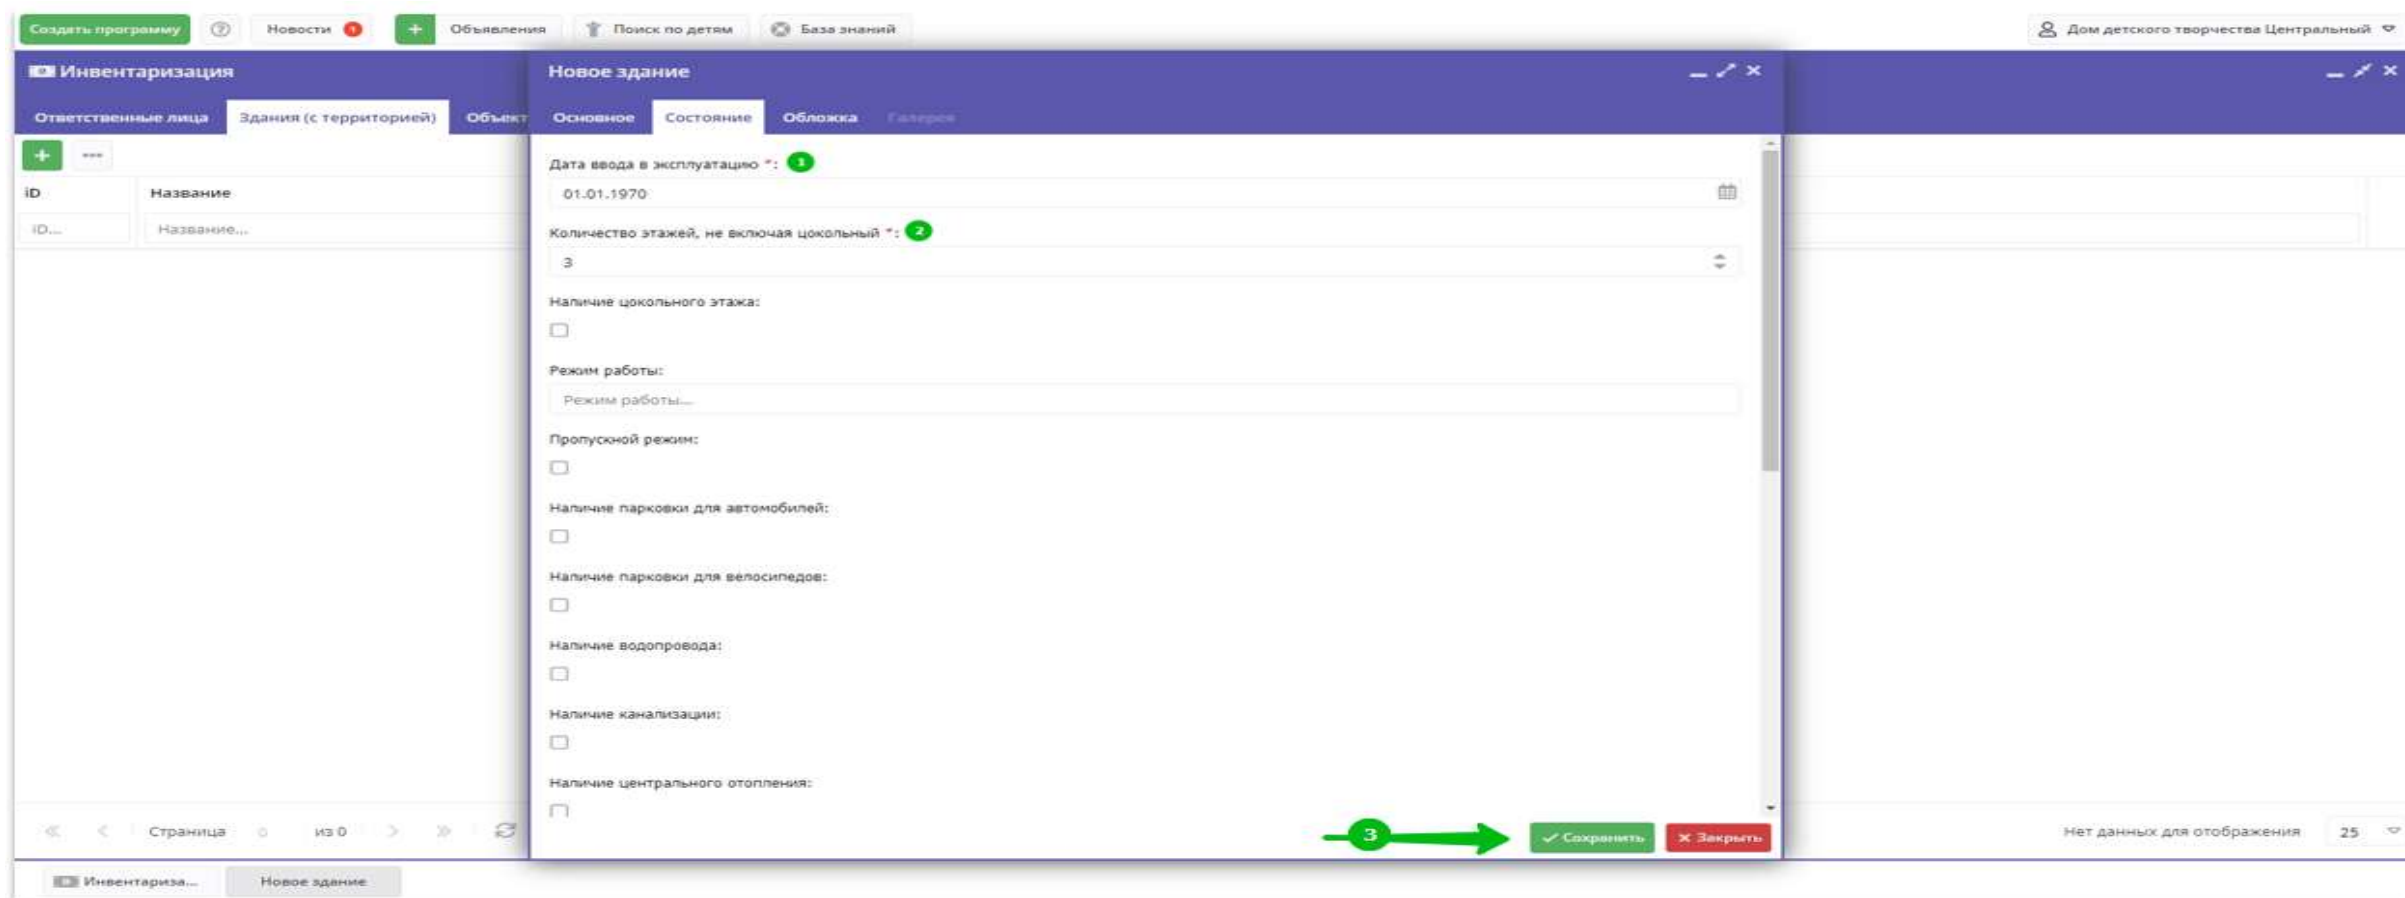 Создать программу ? Новости 1 + Объявления Поиск по детям База знаний Дом детского творчества Центральный
Инвентаризация
Ответственные лица Здания (с территорией) Объект
+ ...
iD Название
iD... Название...
Новое здание
Основное Состояние Обложка Галерея
Дата ввода в эксплуатацию *: 1
01.01.1970
Количество этажей, не включая цокольный *: 2
3
Наличие цокольного этажа:
Режим работы:
Режим работы...
Пропускной режим:
Наличие парковки для автомобилей:
Наличие парковки для велосипедов:
Наличие водопровода:
Наличие канализации:
Наличие центрального отопления:
3 Сохранить Закрыть
Страница 0 из 0 Нет данных для отображения 25
Инвентариза... Новое здание